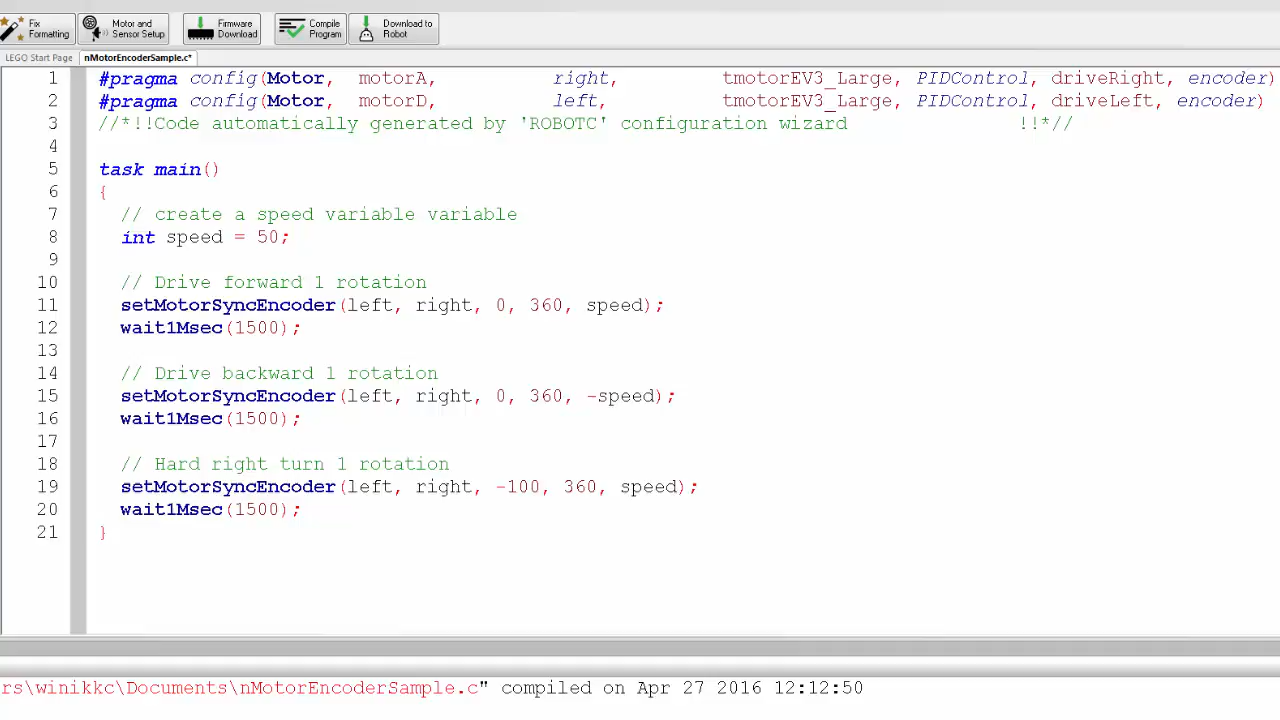 Fix Formatting
Motor and Sensor Setup
Firmware Download
Compile Program
Download to Robot
LEGO Start Page nMotorEncoderSample.c*
1 #pragma config(Motor, motorA, right, tmotorEV3_Large, PIDControl, driveRight, encoder)
2 #pragma config(Motor, motorD, left, tmotorEV3_Large, PIDControl, driveLeft, encoder)
3 //*!!Code automatically generated by 'ROBOTC' configuration wizard !!*//
4
5 task main()
6 {
7 // create a speed variable variable
8 int speed = 50;
9
10 // Drive forward 1 rotation
11 setMotorSyncEncoder(left, right, 0, 360, speed);
12 wait1Msec(1500);
13
14 // Drive backward 1 rotation
15 setMotorSyncEncoder(left, right, 0, 360, -speed);
16 wait1Msec(1500);
17
18 // Hard right turn 1 rotation
19 setMotorSyncEncoder(left, right, -100, 360, speed);
20 wait1Msec(1500);
21 }
rs\winikkc\Documents\nMotorEncoderSample.c" compiled on Apr 27 2016 12:12:50